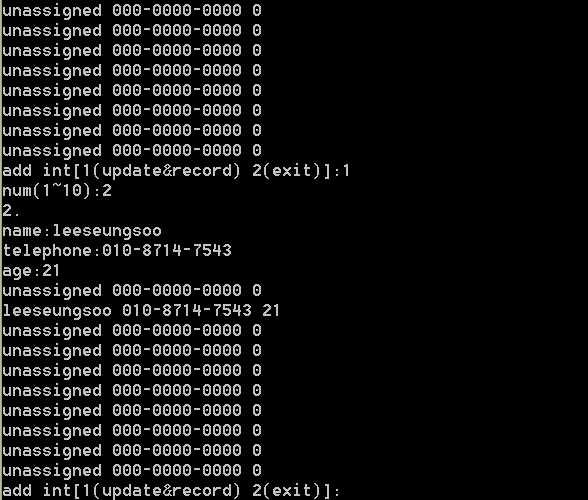 unassigned 000-0000-0000 0
unassigned 000-0000-0000 0
unassigned 000-0000-0000 0
unassigned 000-0000-0000 0
unassigned 000-0000-0000 0
unassigned 000-0000-0000 0
unassigned 000-0000-0000 0
unassigned 000-0000-0000 0
add int[1(update&record) 2(exit)]:1
num(1~10):2
2.
name:leeseungsoo
telephone:010-8714-7543
age:21
unassigned 000-0000-0000 0
leeseungsoo 010-8714-7543 21
unassigned 000-0000-0000 0
unassigned 000-0000-0000 0
unassigned 000-0000-0000 0
unassigned 000-0000-0000 0
unassigned 000-0000-0000 0
unassigned 000-0000-0000 0
unassigned 000-0000-0000 0
unassigned 000-0000-0000 0
add int[1(update&record) 2(exit)]: